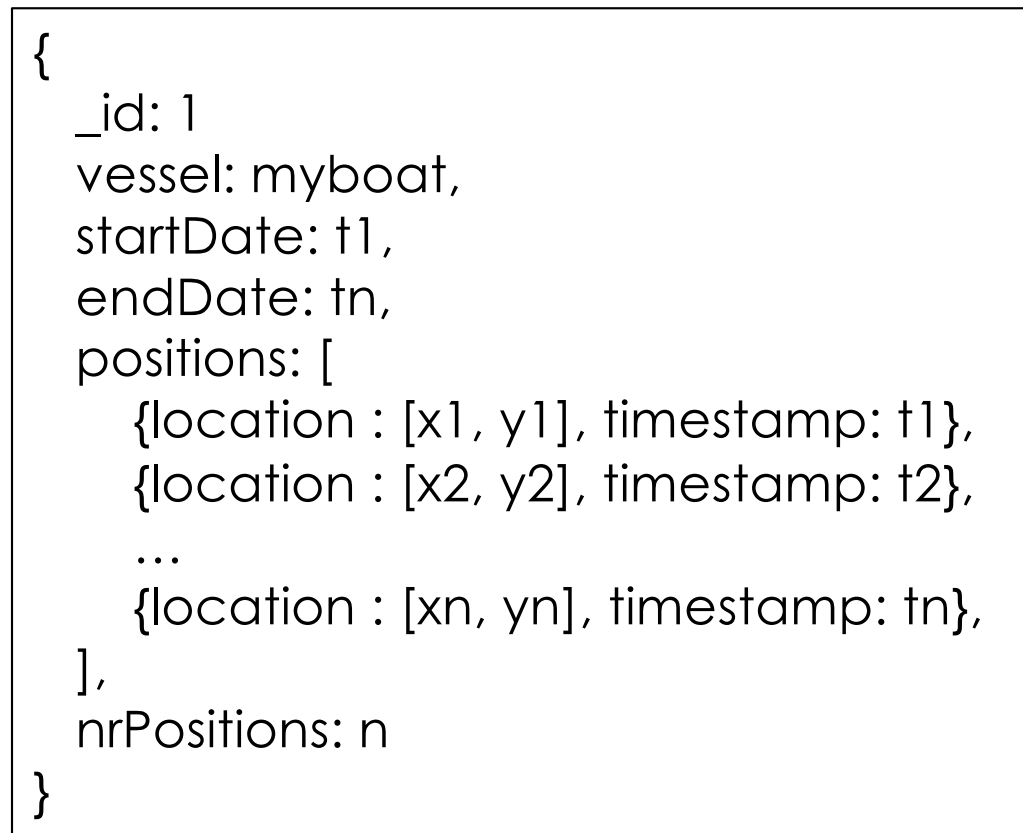 {
_id: 1
vessel: myboat,
startDate: t1,
endDate: tn,
positions: [
{location : [x1, y1], timestamp: t1},
{location : [x2, y2], timestamp: t2},
…
{location : [xn, yn], timestamp: tn},
],
nrPositions: n
}